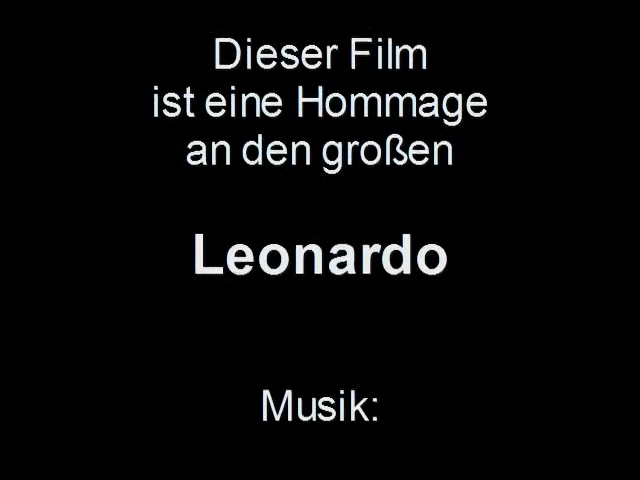 Dieser Film
ist eine Hommage
an den großen
Leonardo
Musik: